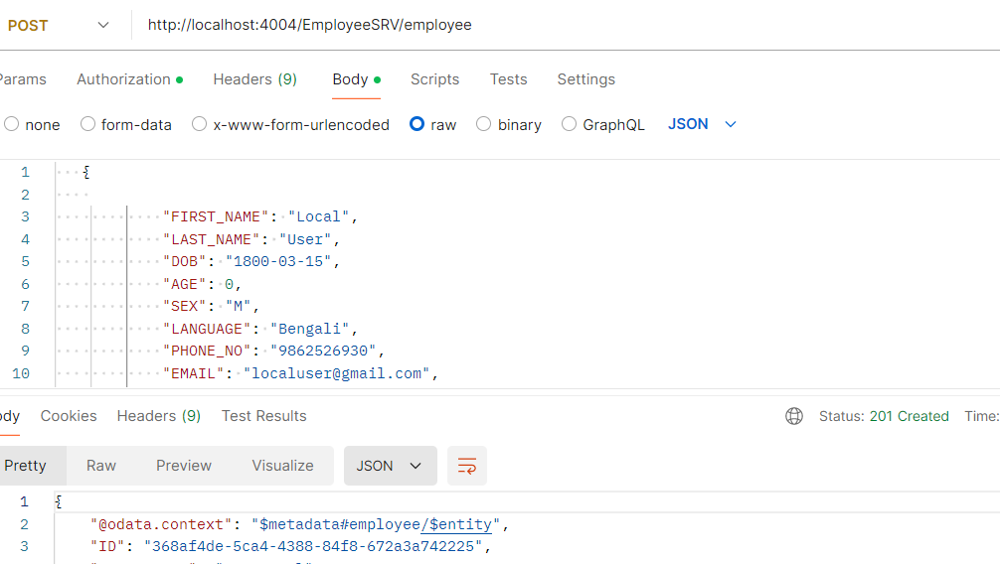 POST http://localhost:4004/EmployeeSRV/employee
Params Authorization Headers (9) Body Scripts Tests Settings
none form-data x-www-form-urlencoded raw binary GraphQL JSON
1 {
2
3 "FIRST_NAME": "Local",
4 "LAST_NAME": "User",
5 "DOB": "1800-03-15",
6 "AGE": 0,
7 "SEX": "M",
8 "LANGUAGE": "Bengali",
9 "PHONE_NO": "9862526930",
10 "EMAIL": "localuser@gmail.com",
ody Cookies Headers (9) Test Results Status: 201 Created Time:
Pretty Raw Preview Visualize JSON
1 {
2 "@odata.context": "$metadata#employee/$entity",
3 "ID": "368af4de-5ca4-4388-84f8-672a3a742225",